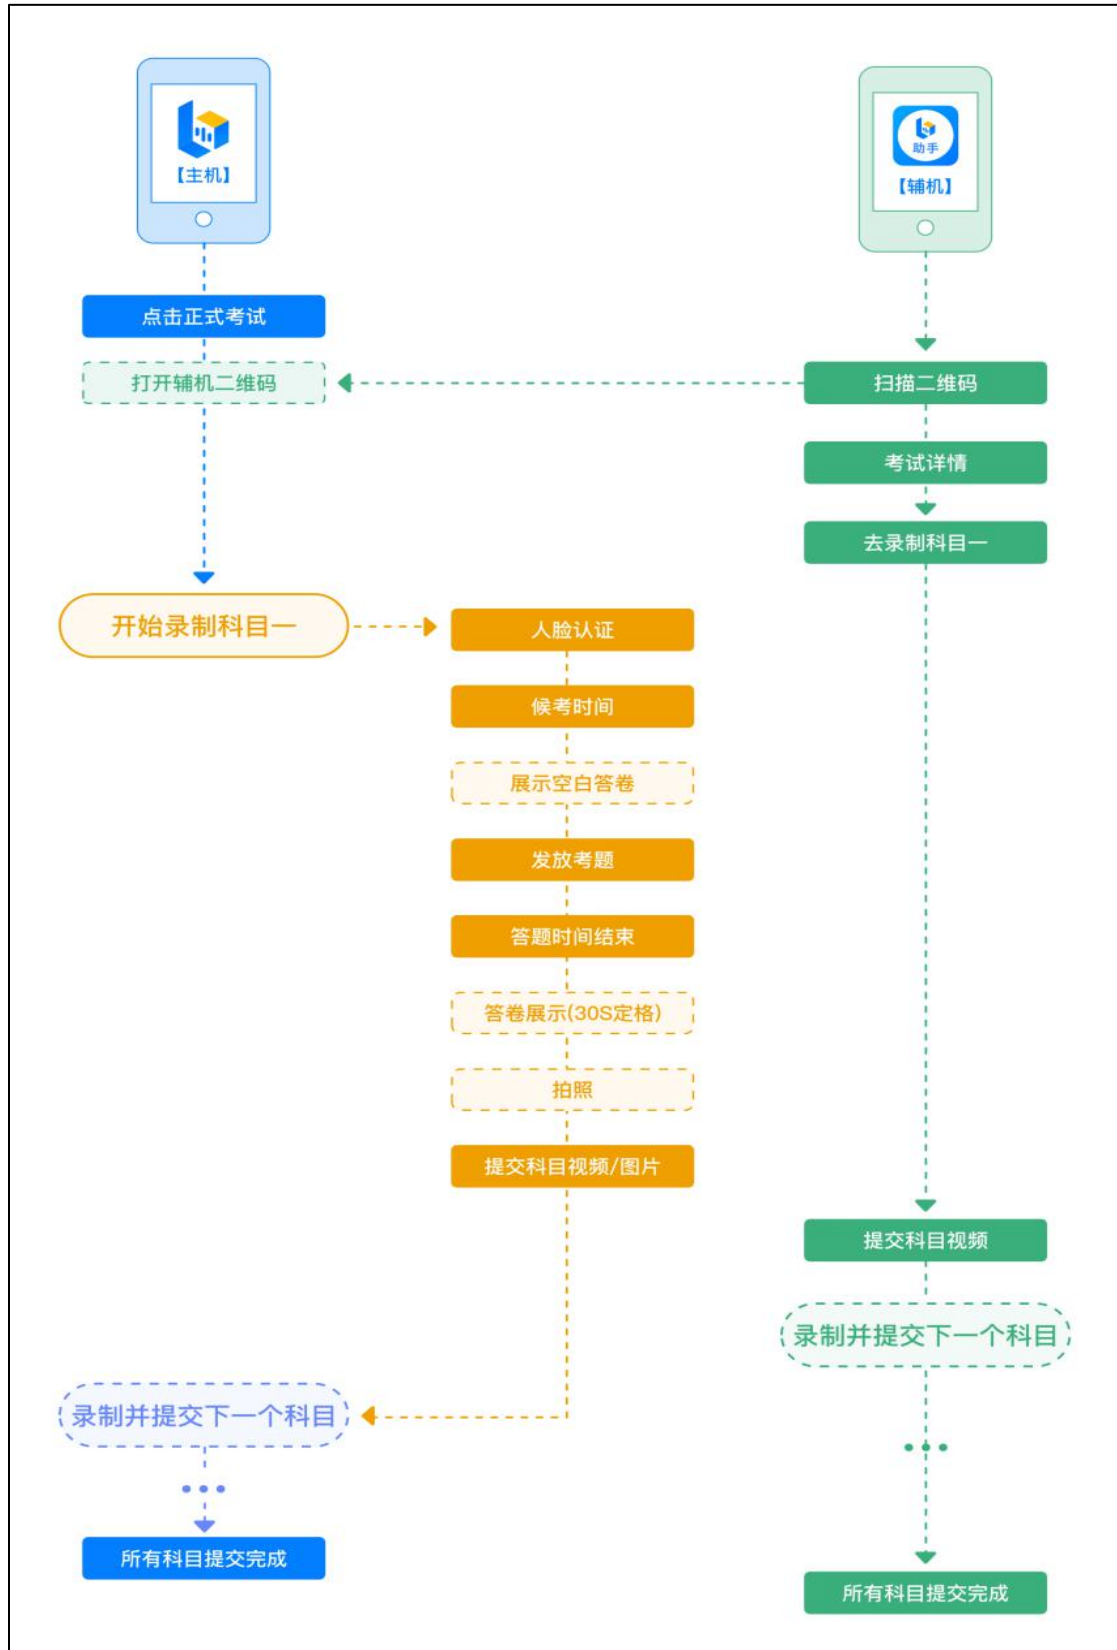 【主机】
点击正式考试
打开辅机二维码
开始录制科目一
人脸认证
候考时间
展示空白答卷
发放考题
答题时间结束
答卷展示(30S定格)
拍照
提交科目视频/图片
录制并提交下一个科目
所有科目提交完成
助手
【辅机】
扫描二维码
考试详情
去录制科目一
提交科目视频
录制并提交下一个科目
所有科目提交完成